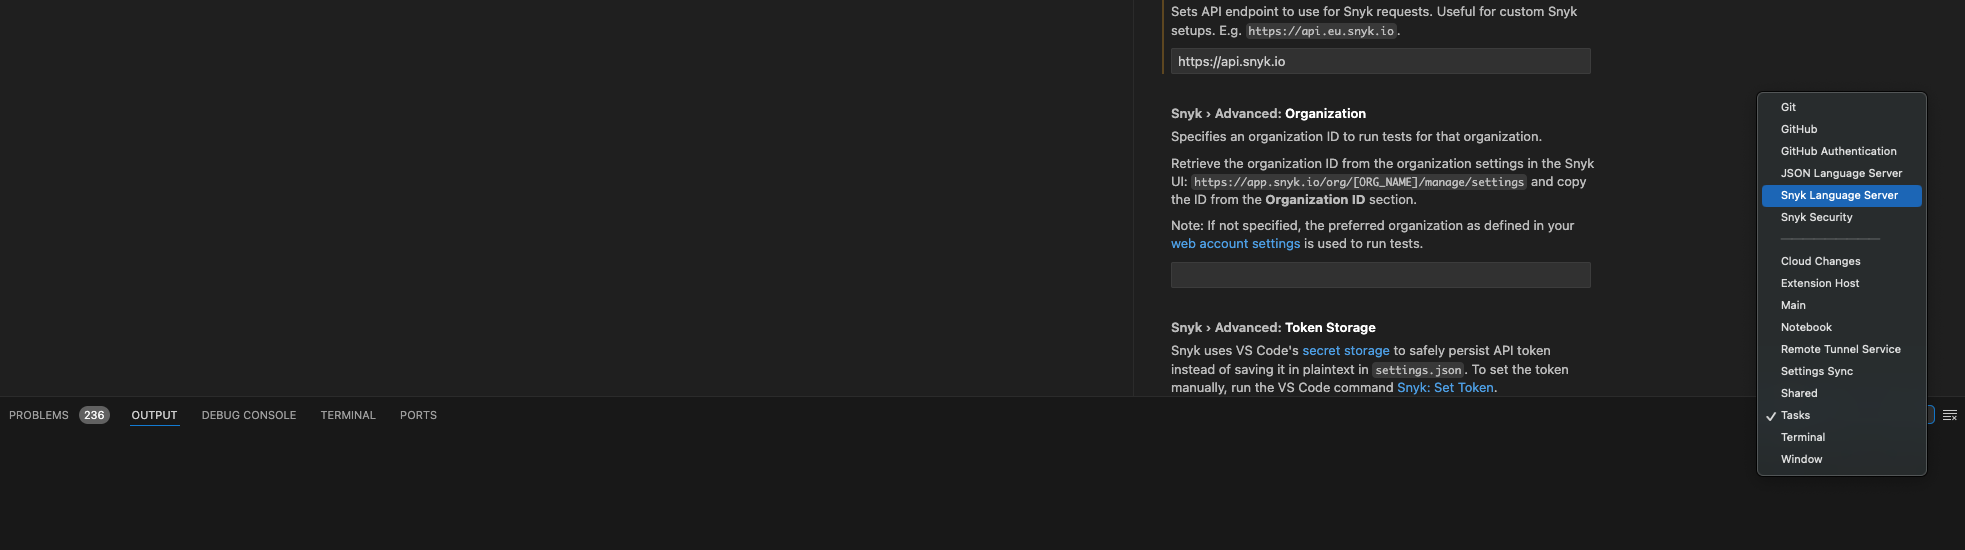 Sets API endpoint to use for Snyk requests. Useful for custom Snyk
setups. E.g. https://api.eu.snyk.io.
https://api.snyk.io
Snyk › Advanced: Organization
Specifies an organization ID to run tests for that organization.
Retrieve the organization ID from the organization settings in the Snyk
UI: https://app.snyk.io/org/[ORG_NAME]/manage/settings and copy
the ID from the Organization ID section.
Note: If not specified, the preferred organization as defined in your
web account settings is used to run tests.
Snyk › Advanced: Token Storage
Snyk uses VS Code's secret storage to safely persist API token
instead of saving it in plaintext in settings.json. To set the token
manually, run the VS Code command Snyk: Set Token.
Git
GitHub
GitHub Authentication
JSON Language Server
Snyk Language Server
Snyk Security
Cloud Changes
Extension Host
Main
Notebook
Remote Tunnel Service
Settings Sync
Shared
Tasks
Terminal
Window
PROBLEMS 236 OUTPUT DEBUG CONSOLE TERMINAL PORTS